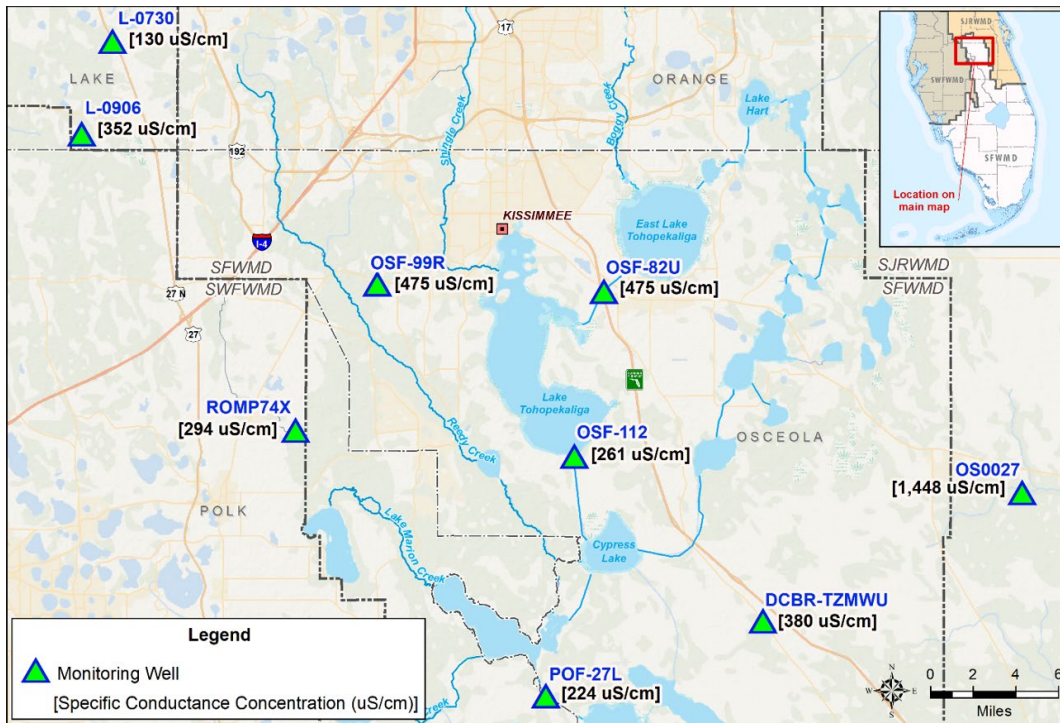 L-0730
[130 uS/cm]
LAKE
L-0906
[352 uS/cm]
17
ORANGE
Shingle Creek
Boggy Creek
Lake
Hart
192
KISSIMMEE
East Lake
Tohopekaliga
I-4
SFWMD
SWFWMD
27 N
27
OSF-99R
[475 uS/cm]
OSF-82U
[475 uS/cm]
SJRWMD
SFWMD
Lake
Tohopekaliga
ROMP74X
[294 uS/cm]
OSF-112
[261 uS/cm]
OSCEOLA
Reedy Creek
OS0027
[1,448 uS/cm]
POLK
Lake Marion Creek
Cypress
Lake
DCBR-TZMWU
[380 uS/cm]
POF-27L
[224 uS/cm]
Legend
Monitoring Well
[Specific Conductance Concentration (uS/cm)]
N
W
E
S
0 2 4 6
Miles
SJRWMD
SWFWMD
SFWMD
Location on
main map